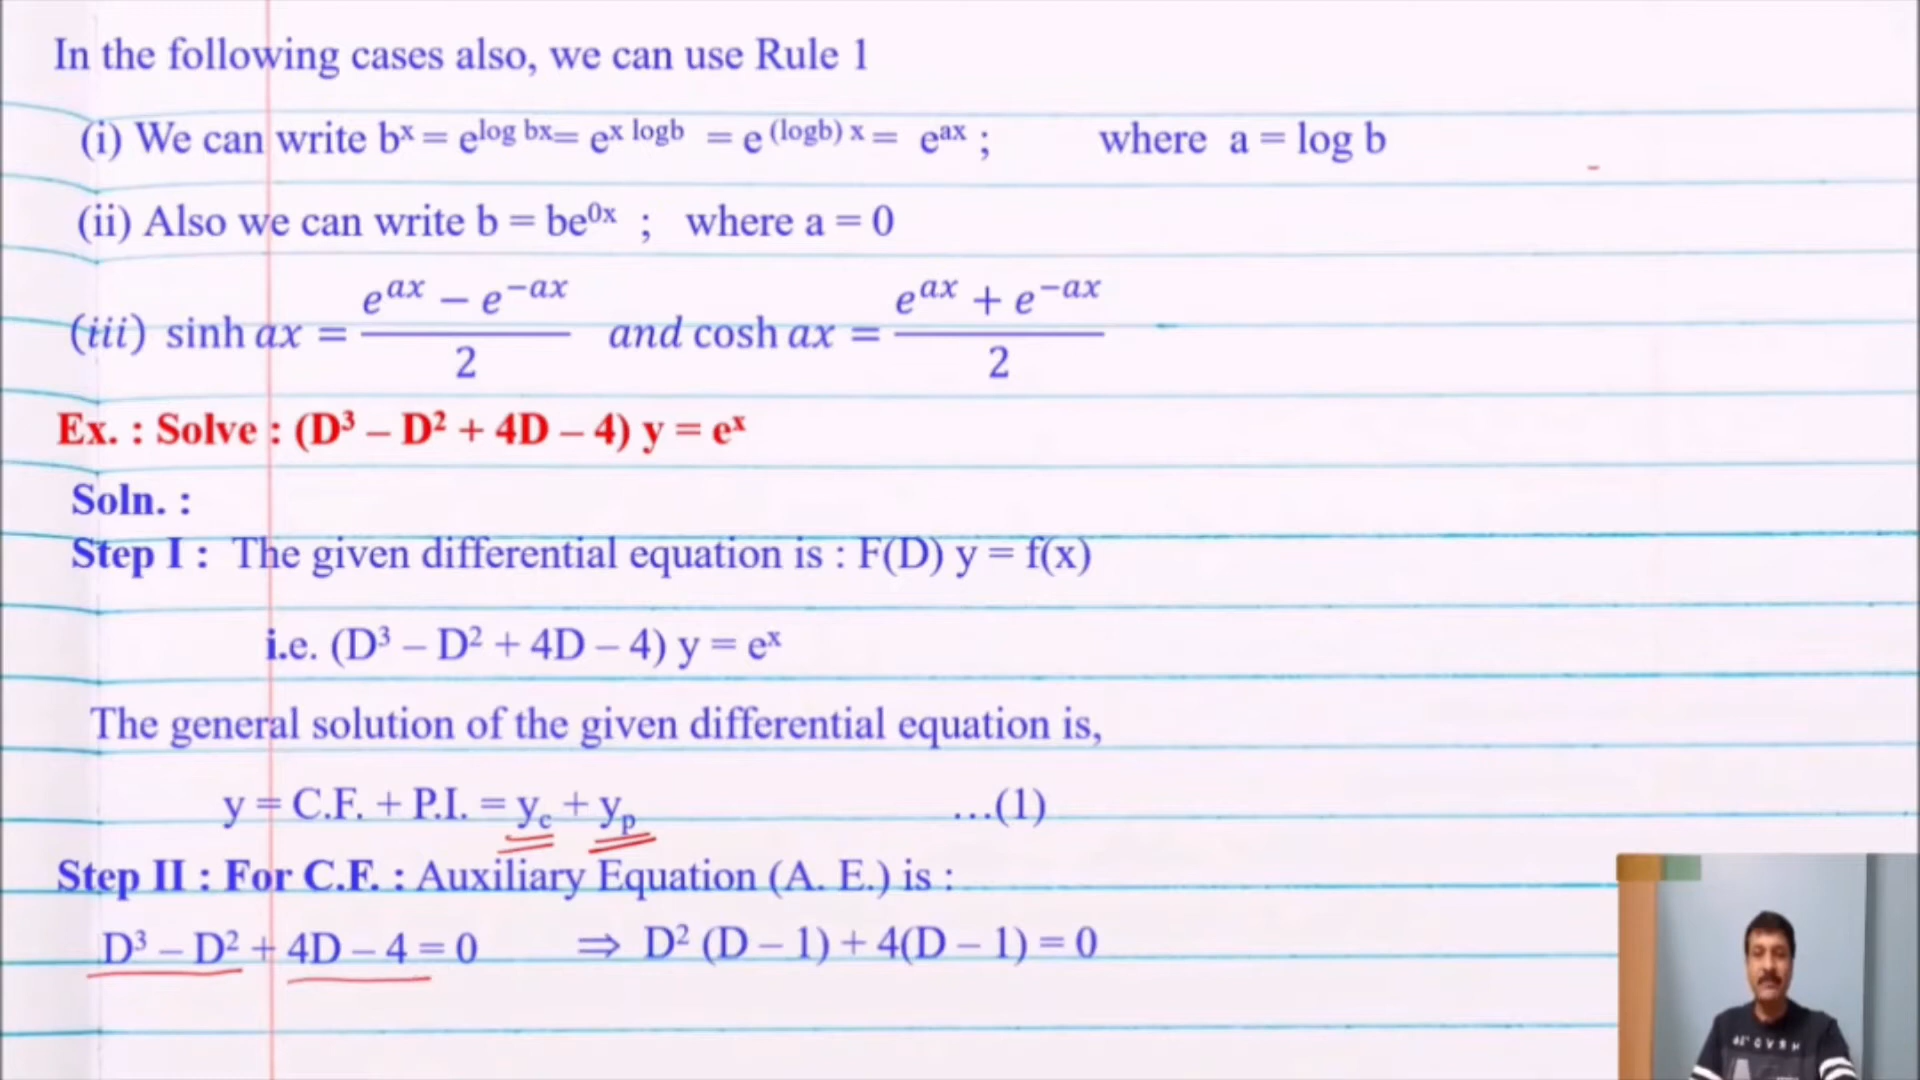 In the following cases also, we can use Rule 1
(i) We can write bˣ = e^(log bx) = e^(x logb) = e^((logb) x) = e^(ax) ; where a = log b
(ii) Also we can write b = be^(0x) ; where a = 0
(iii) sinh ax = (e^(ax) − e^(−ax))/2 and cosh ax = (e^(ax) + e^(−ax))/2
Ex. : Solve : (D³ – D² + 4D – 4) y = eˣ
Soln. :
Step I : The given differential equation is : F(D) y = f(x)
i.e. (D³ – D² + 4D – 4) y = eˣ
The general solution of the given differential equation is,
y = C.F. + P.I. = y_c + y_p …(1)
Step II : For C.F. : Auxiliary Equation (A. E.) is :
D³ – D² + 4D – 4 = 0 ⇒ D² (D – 1) + 4(D – 1) = 0